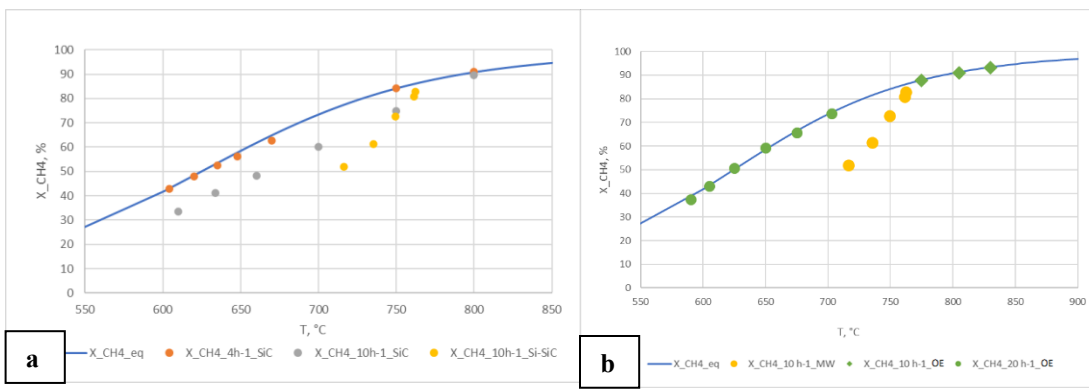 100
90
80
70
60
50
40
30
20
10
0
X_CH4, %
550 600 650 700 750 800 850
T, °C
a
X_CH4_eq X_CH4_4h-1_SiC X_CH4_10h-1_SiC X_CH4_10h-1_Si-SiC
100
90
80
70
60
50
40
30
20
10
0
X_CH4, %
550 600 650 700 750 800 850 900
T, °C
b
X_CH4_eq X_CH4_10 h-1_MW X_CH4_10 h-1_OE X_CH4_20 h-1_OE